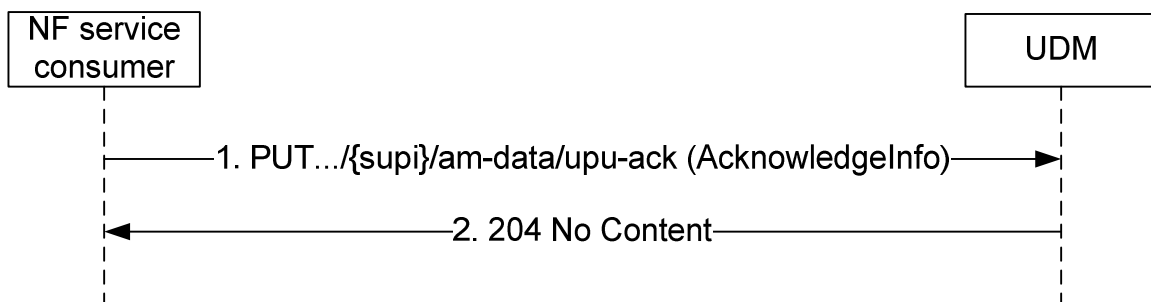 NF service
consumer
UDM
1. PUT.../{supi}/am-data/upu-ack (AcknowledgeInfo)
2. 204 No Content